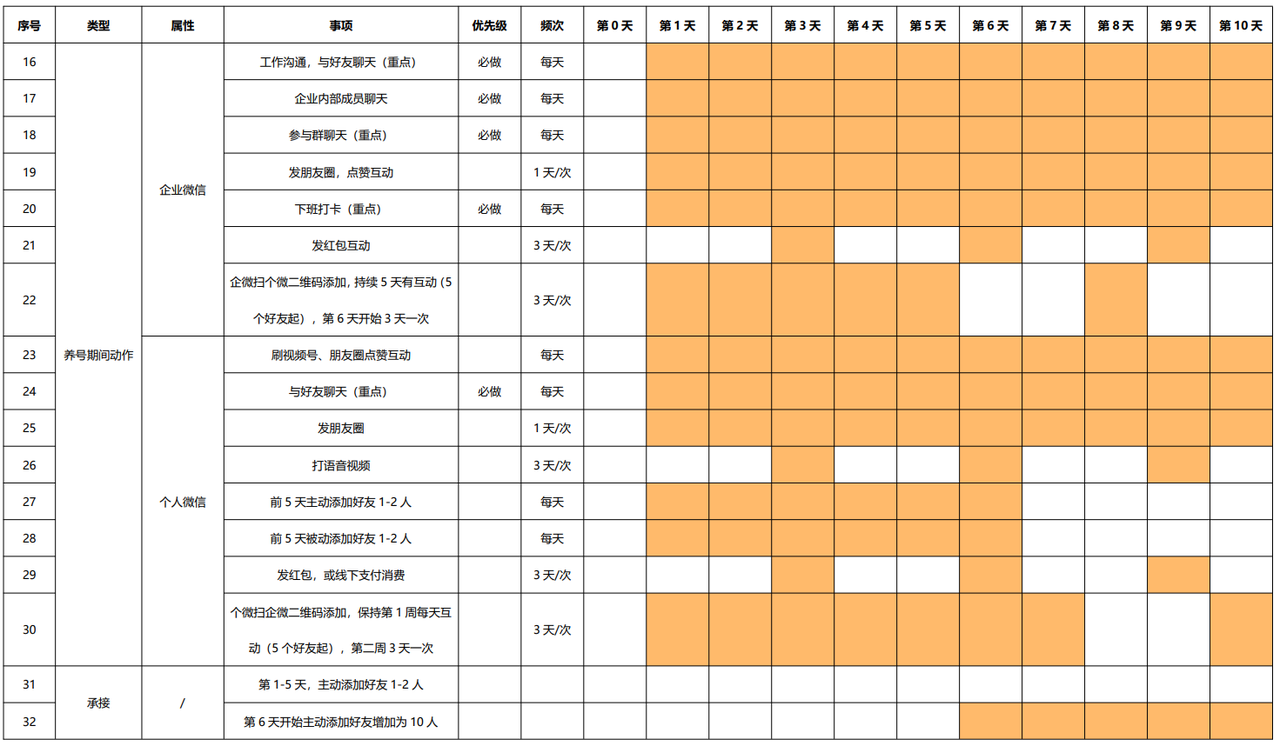 序号 类型 属性 事项 优先级 频次 第 0 天 第 1 天 第 2 天 第 3 天 第 4 天 第 5 天 第 6 天 第 7 天 第 8 天 第 9 天 第 10 天
16 工作沟通，与好友聊天（重点） 必做 每天
17 企业内部成员聊天 必做 每天
18 参与群聊天（重点） 必做 每天
19 发朋友圈，点赞互动 1 天/次
企业微信
20 下班打卡（重点） 必做 每天
21 发红包互动 3 天/次
企微扫个微二维码添加，持续 5 天有互动（5
22 3 天/次
个好友起），第 6 天开始 3 天一次
23 养号期间动作 刷视频号、朋友圈点赞互动 每天
24 与好友聊天（重点） 必做 每天
25 发朋友圈 1 天/次
26 打语音视频 3 天/次
27 个人微信 前 5 天主动添加好友 1-2 人 每天
28 前 5 天被动添加好友 1-2 人 每天
29 发红包，或线下支付消费 3 天/次
个微扫企微二维码添加，保持第 1 周每天互
30 3 天/次
动（5 个好友起），第二周 3 天一次
31 第 1-5 天，主动添加好友 1-2 人
承接 /
32 第 6 天开始主动添加好友增加为 10 人